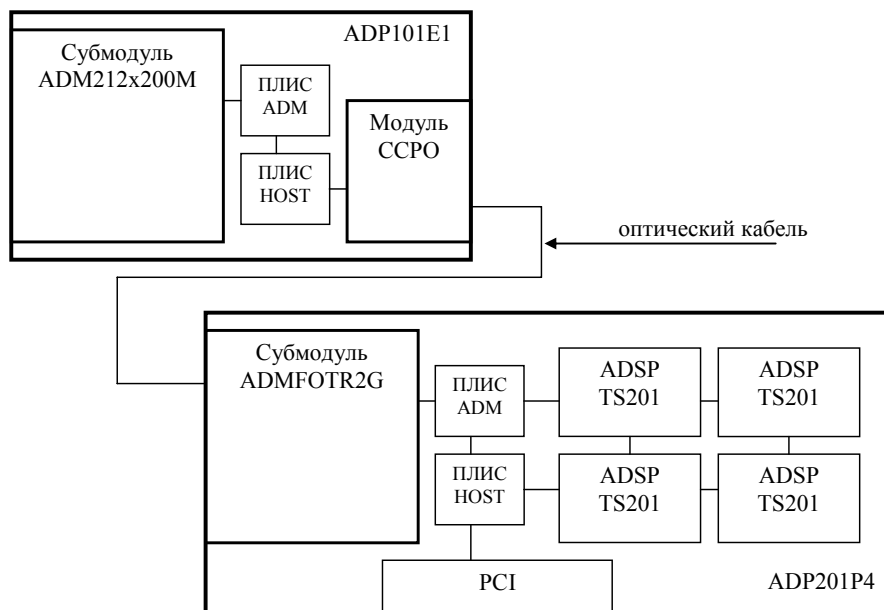 ADP101E1
Субмодуль
ADM212x200M
ПЛИС
ADM
Модуль
ССРО
ПЛИС
HOST
оптический кабель
Субмодуль
ADMFOTR2G
ПЛИС
ADM
ADSP
TS201
ADSP
TS201
ПЛИС
HOST
ADSP
TS201
ADSP
TS201
PCI
ADP201P4